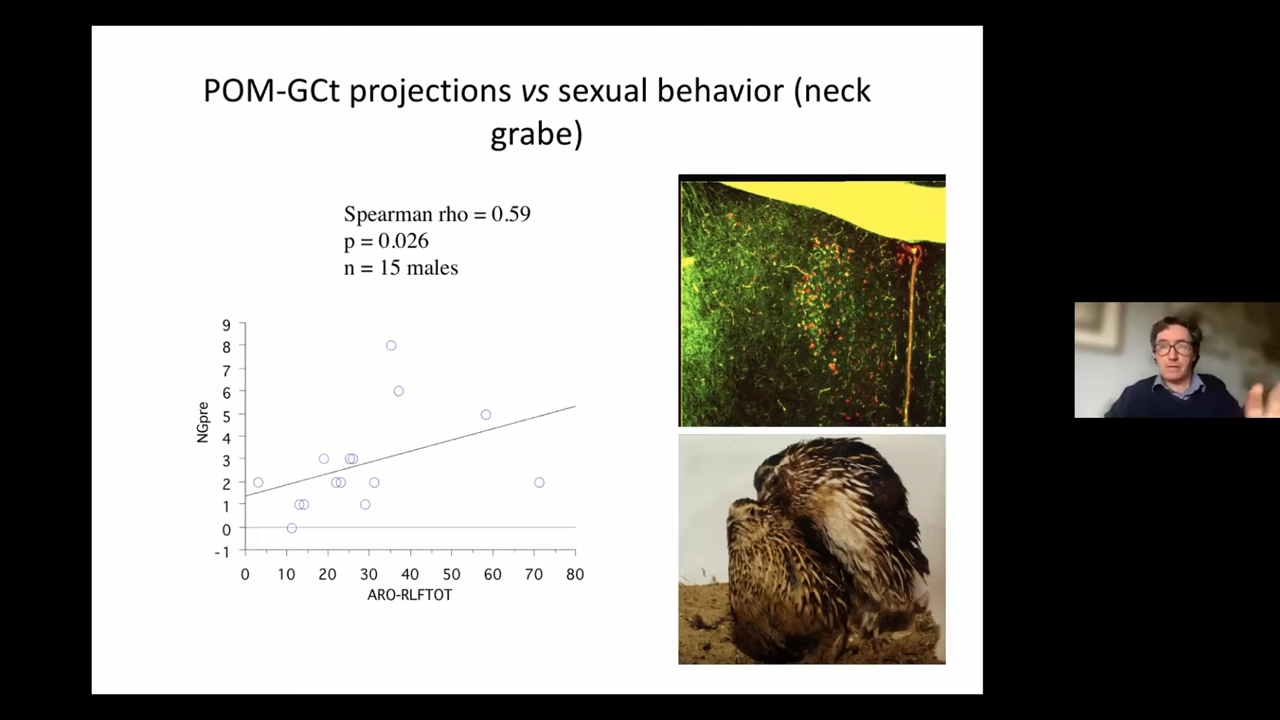 POM-GCt projections vs sexual behavior (neck
grabe)
Spearman rho = 0.59
p = 0.026
n = 15 males
9
8
7
6
5
4
3
2
1
0
-1
NGpre
0 10 20 30 40 50 60 70 80
ARO-RLFTOT